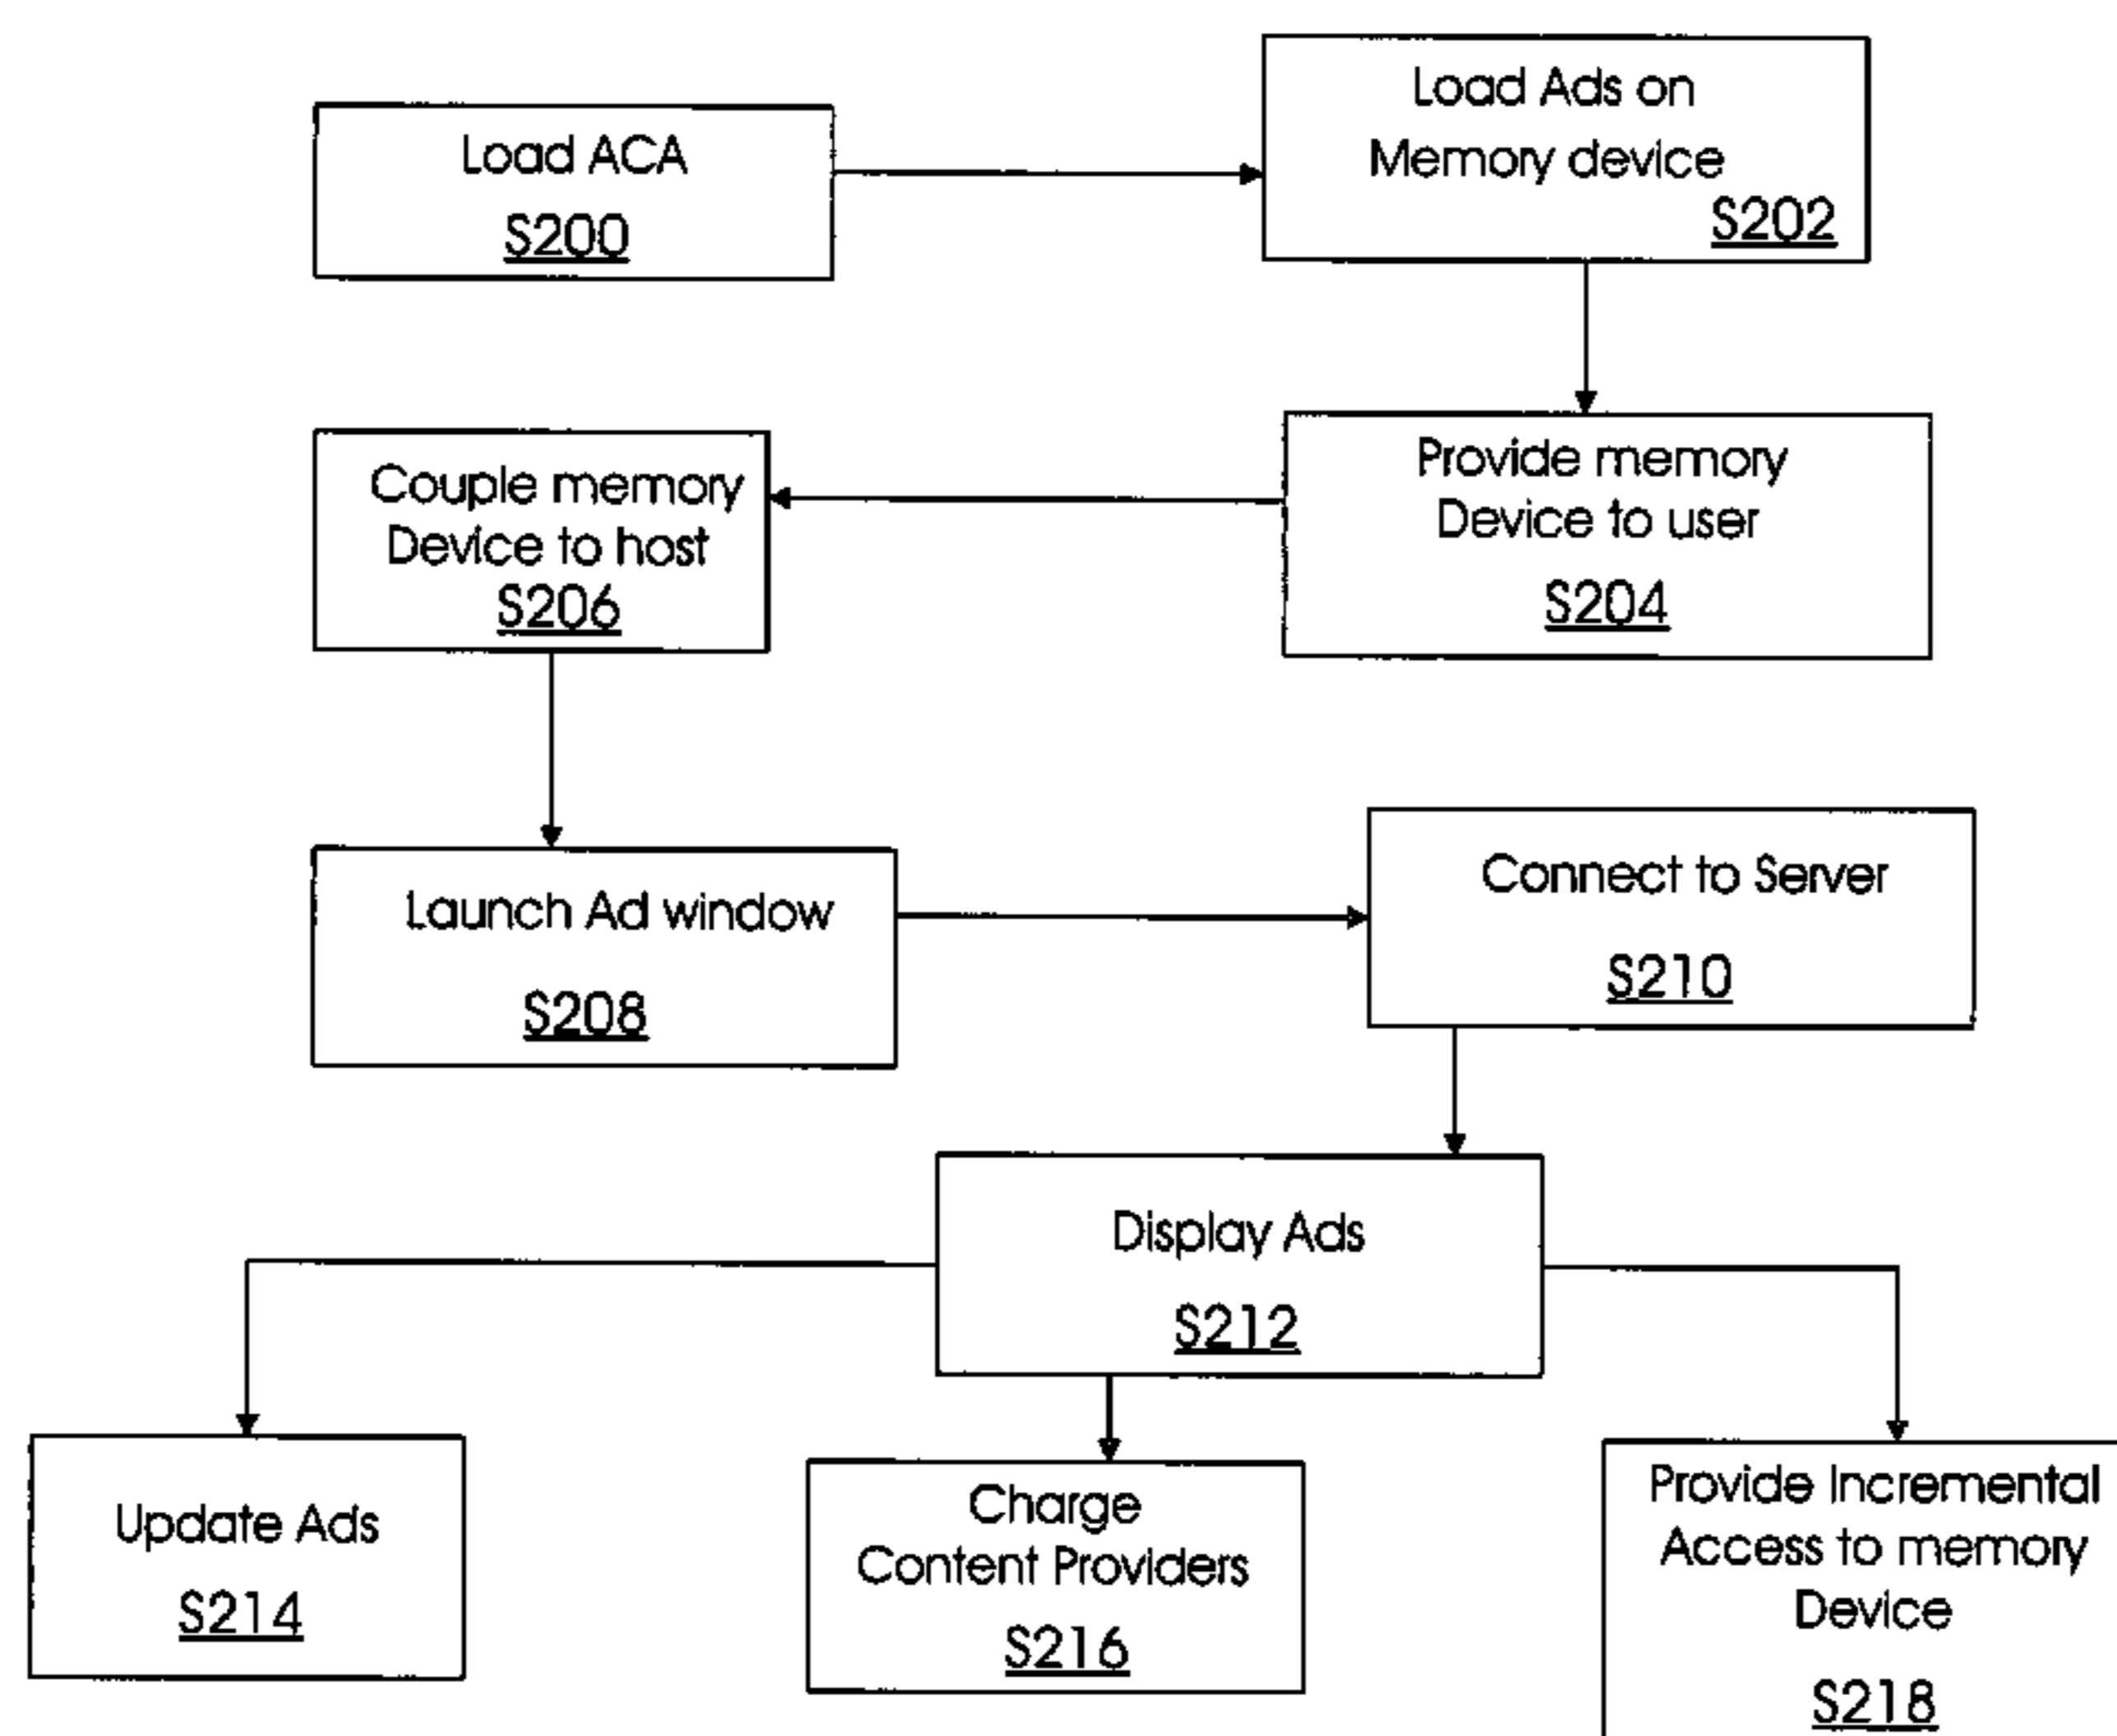 Load ACA
S200
Load Ads on
Memory device
S202
Provide memory
Device to user
S204
Couple memory
Device to host
S206
Launch Ad window
S208
Connect to Server
S210
Display Ads
S212
Update Ads
S214
Charge
Content Providers
S216
Provide Incremental
Access to memory
Device
S218